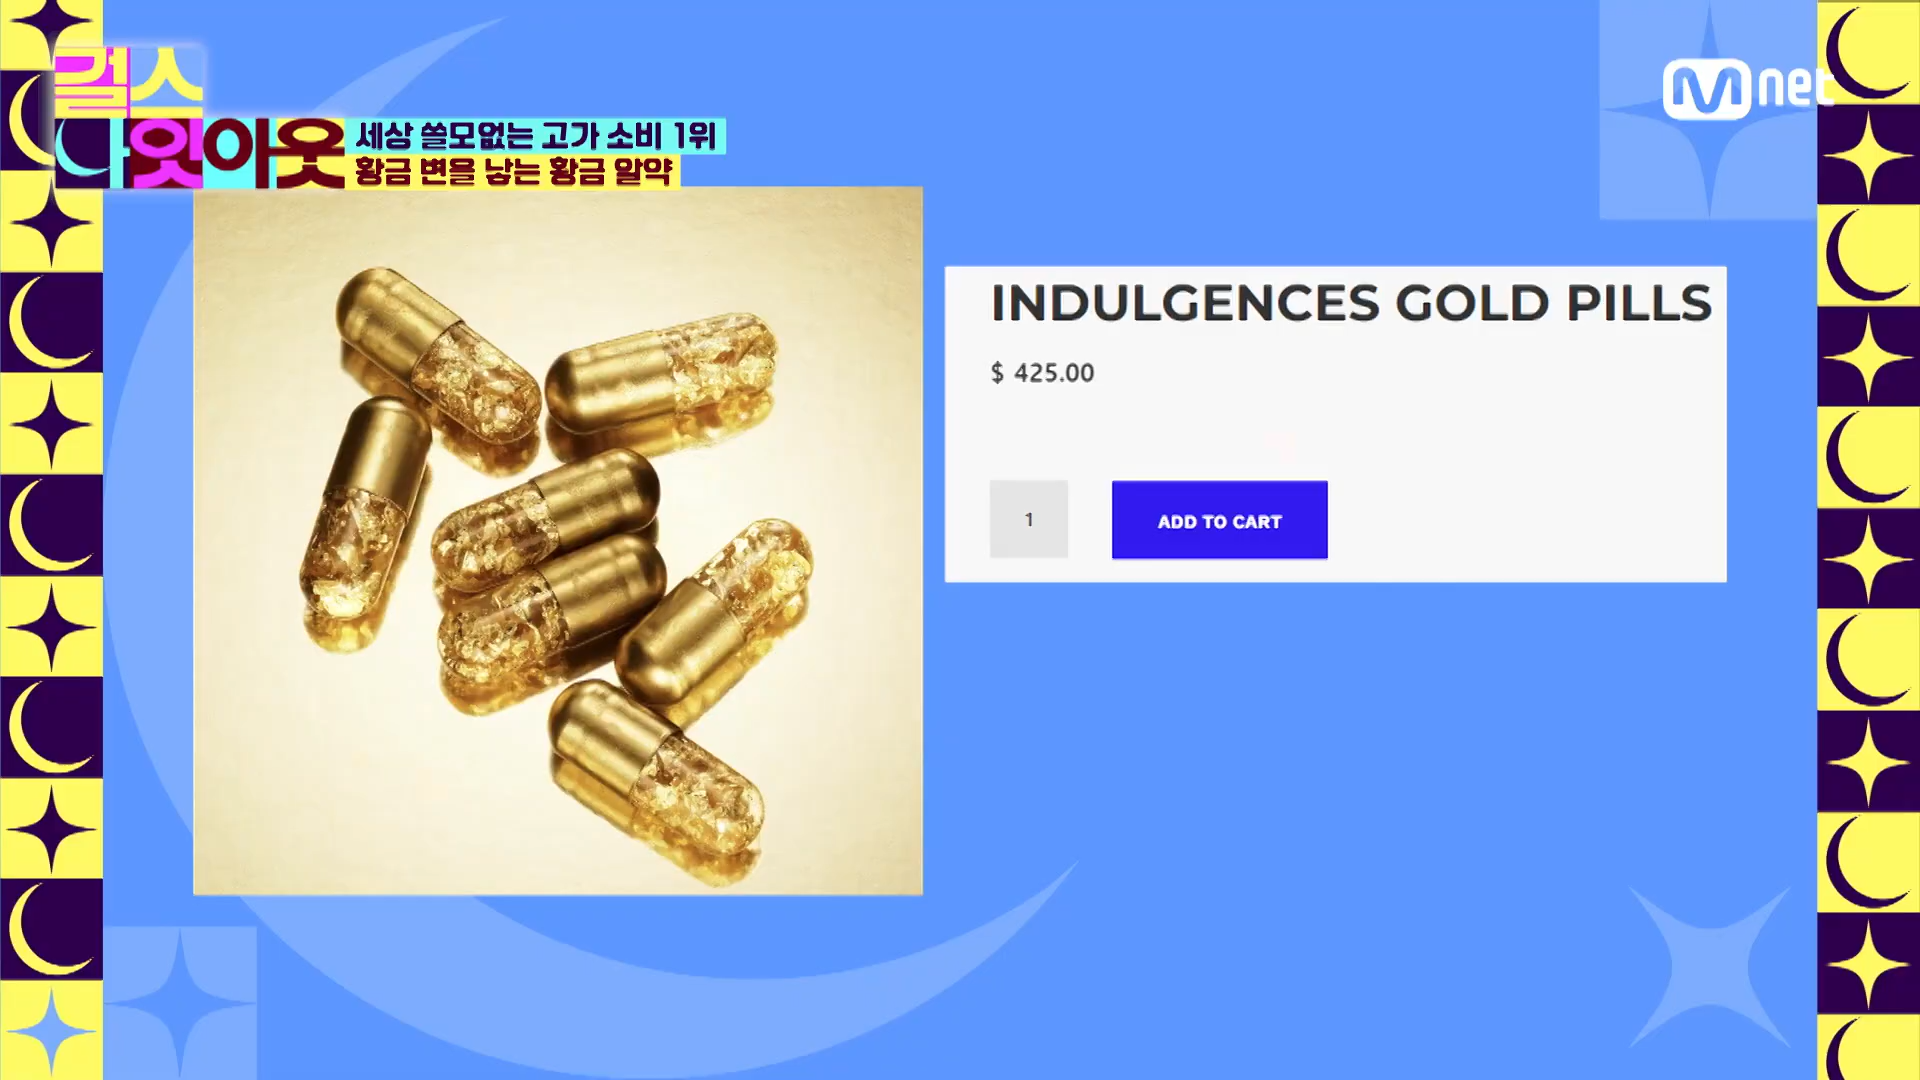 걸스
나잇아웃
세상 쓸모없는 고가 소비 1위
황금 변을 낳는 황금 알약
Mnet
INDULGENCES GOLD PILLS
$ 425.00
1
ADD TO CART